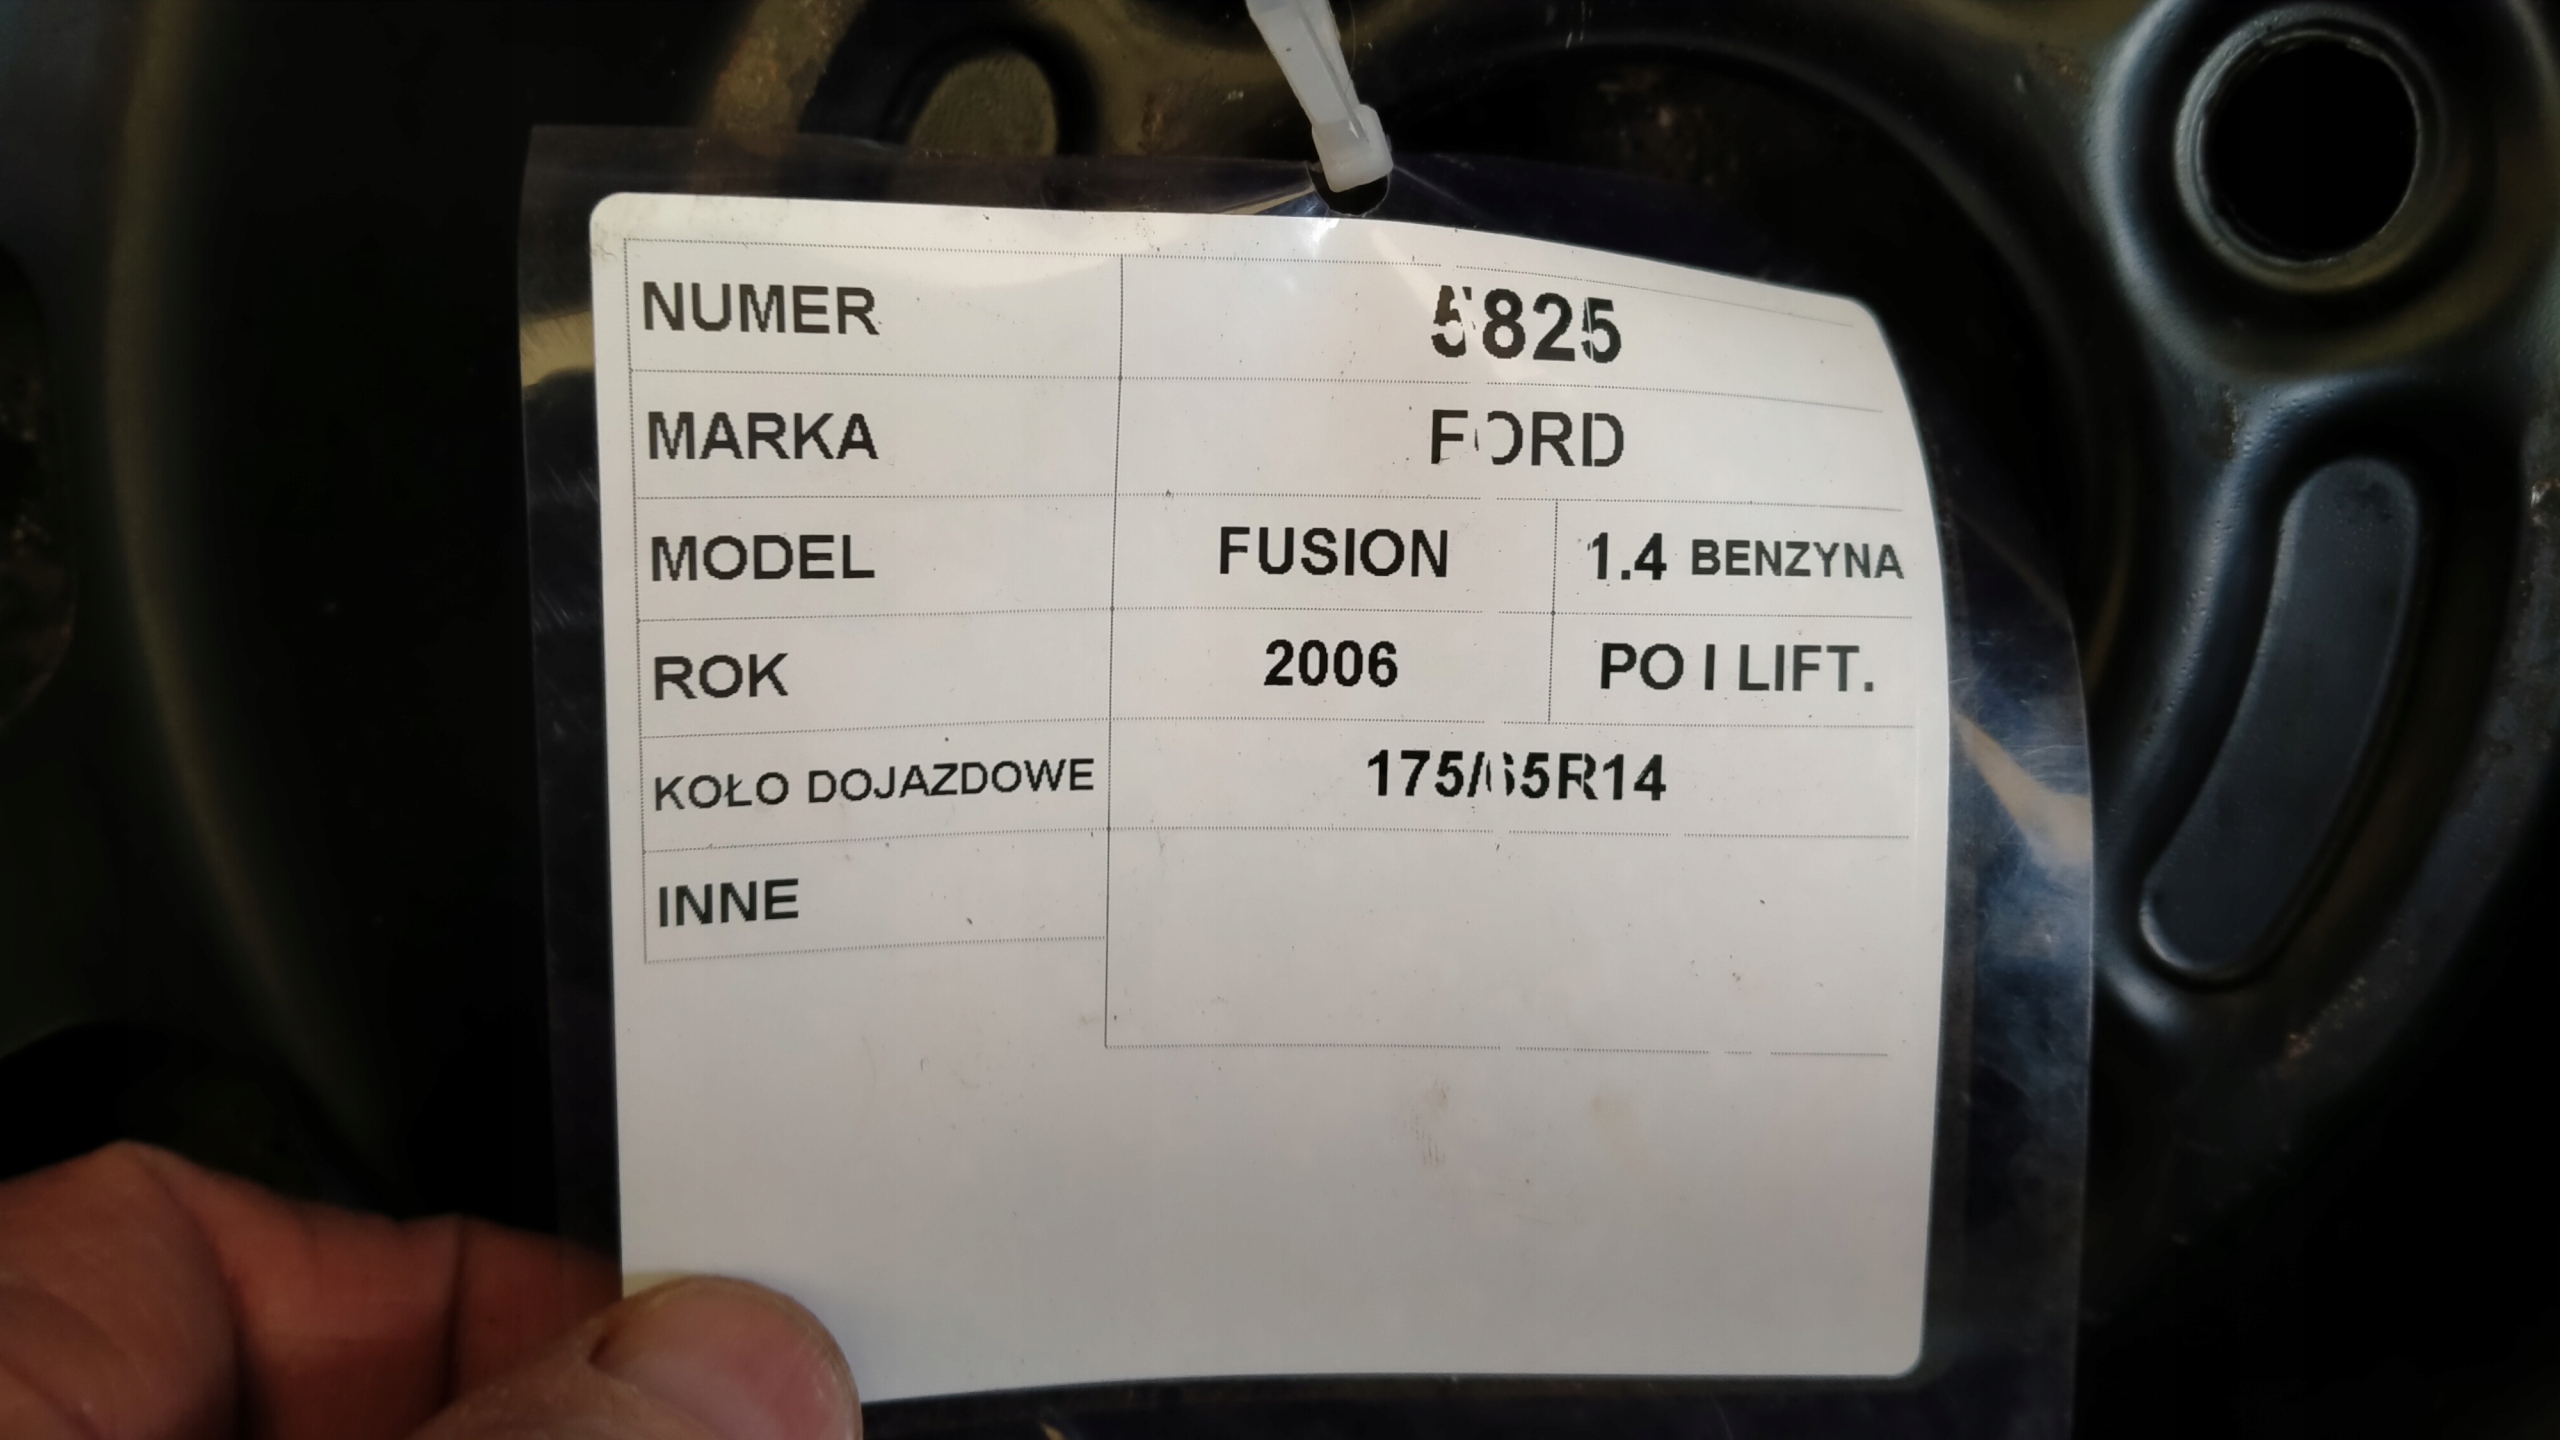 NUMER 5825
MARKA FORD
MODEL FUSION 1.4 BENZYNA
ROK 2006 PO I LIFT.
KOŁO DOJAZDOWE 175/65R14
INNE